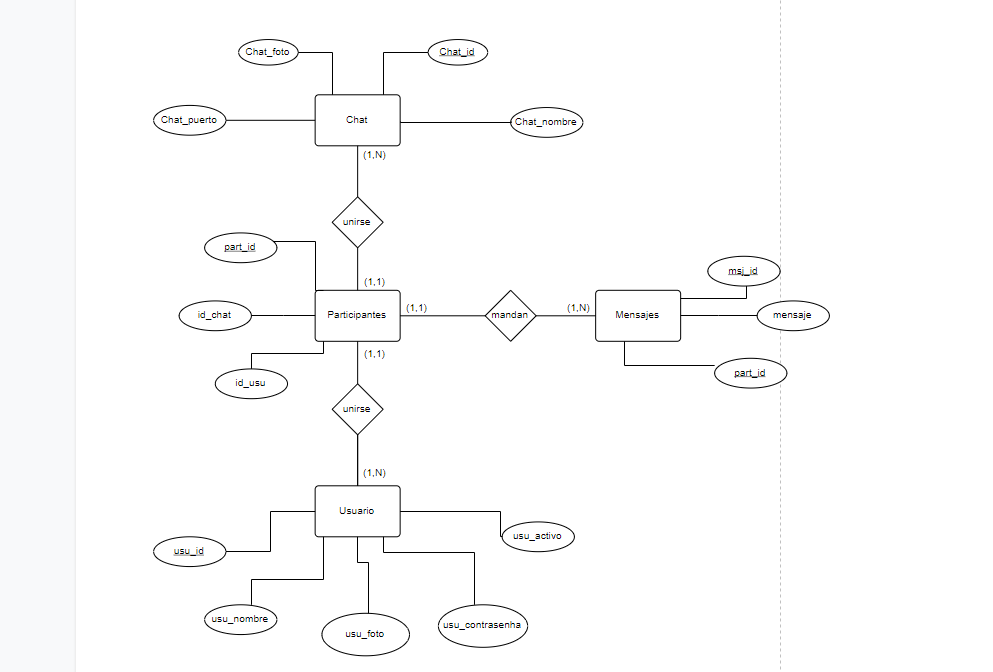 Chat_foto
Chat_id
Chat_puerto
Chat
Chat_nombre
(1,N)
unirse
part_id
(1,1)
id_chat
Participantes
(1,1)
mandan
(1,N)
Mensajes
msj_id
mensaje
part_id
(1,1)
id_usu
unirse
(1,N)
Usuario
usu_id
usu_activo
usu_nombre
usu_foto
usu_contrasenha